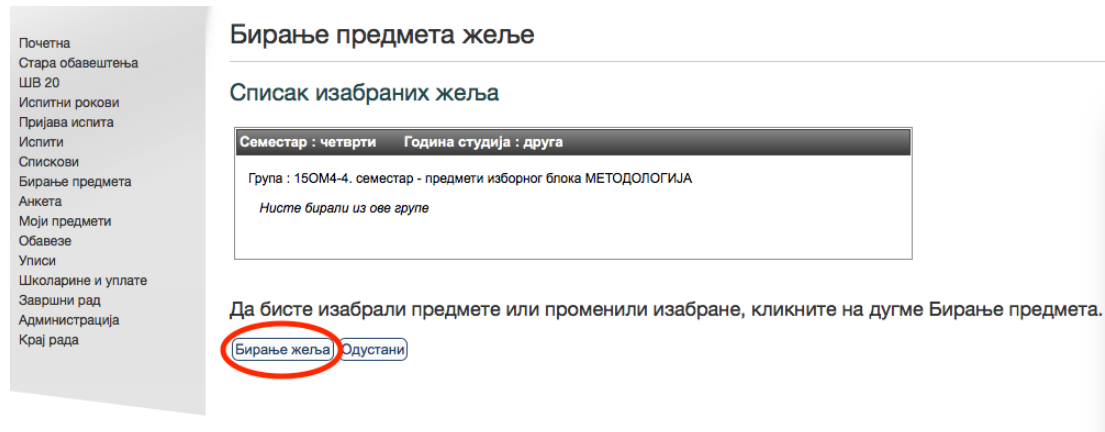 Почетна
Стара обавештења
ШВ 20
Испитни рокови
Пријава испита
Испити
Спискови
Бирање предмета
Анкета
Моји предмети
Обавезе
Уписи
Школарине и уплате
Завршни рад
Администрација
Крај рада
Бирање предмета жеље
Списак изабраних жеља
Семестар : четврти Година студија : друга
Група : 15ОМ4-4. семестар - предмети изборног блока МЕТОДОЛОГИЈА
Нисте бирали из ове групе
Да бисте изабрали предмете или променили изабране, кликните на дугме Бирање предмета.
Бирање жеља Одустани